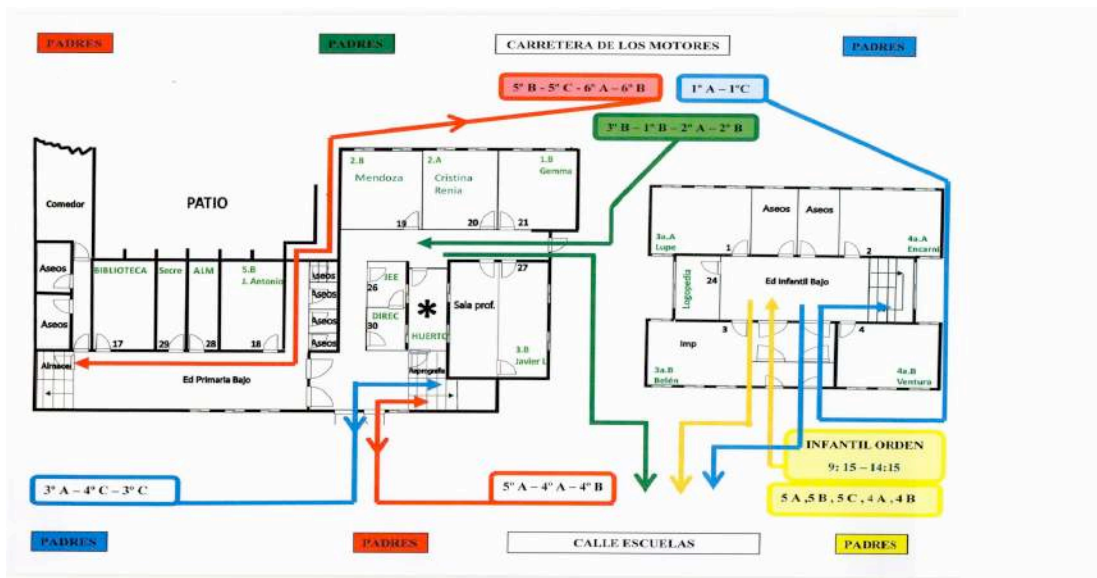 PADRES
PADRES
CARRETERA DE LOS MOTORES
PADRES
5º B - 5º C - 6º A – 6º B
1º A – 1ºC
3º B – 1º B – 2º A – 2º B
2.B
Mendoza
2.A
Cristina
Renia
1.B
Gemma
Comedor
PATIO
19
20
21
Aseos
Aseos
3a.A
Lupe
1
2
4a.A
Encarni
Aseos
BIBLIOTECA
Secre
ALM
5.B
J. Antonio
Aseos
Aseos
Aseos
Aseos
Aseos
JEE
26
DIREC
30
*
HUERTO
Sala prof.
27
3.B
Javier L
Logopedia
24
Ed Infantil Bajo
17
29
28
18
Almacen
Ed Primaria Bajo
Reprografia
Imp
3
4
3a.B
Belén
4a.B
Ventura
INFANTIL ORDEN
9: 15 – 14:15
3º A – 4º C – 3º C
5º A – 4º A – 4º B
5 A ,5 B , 5 C , 4 A , 4 B
PADRES
PADRES
CALLE ESCUELAS
PADRES